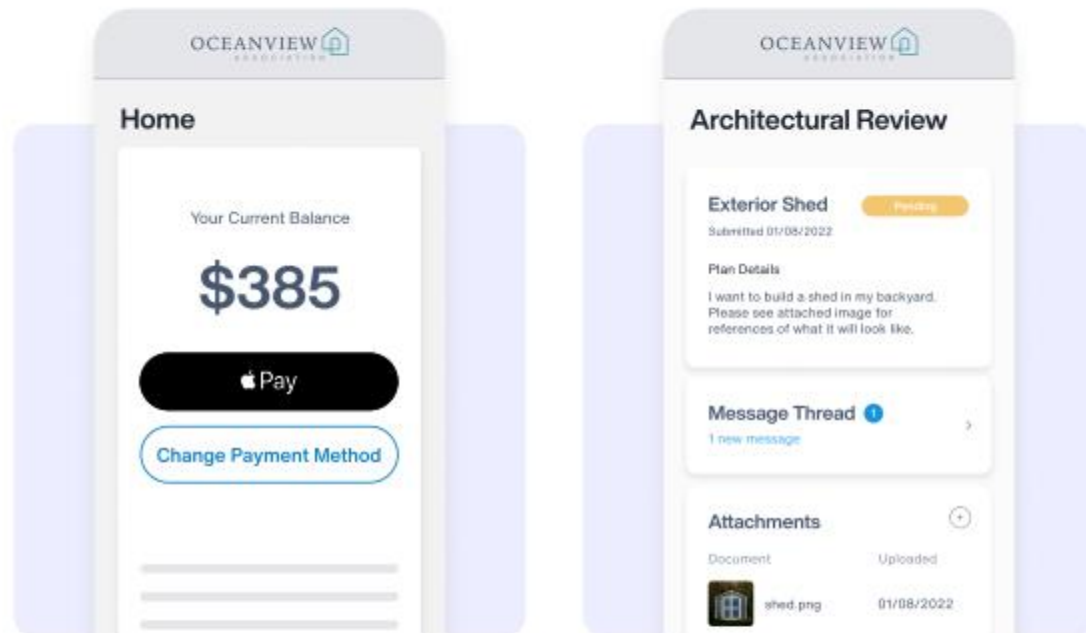 OCEANVIEW
ASSOCIATION
Home
Your Current Balance
$385
Pay
Change Payment Method
OCEANVIEW
ASSOCIATION
Architectural Review
Exterior Shed
Pending
Submitted 01/08/2022
Plan Details
I want to build a shed in my backyard.
Please see attached image for
references of what it will look like.
Message Thread 1
1 new message
Attachments
Document Uploaded
shed.png 01/08/2022